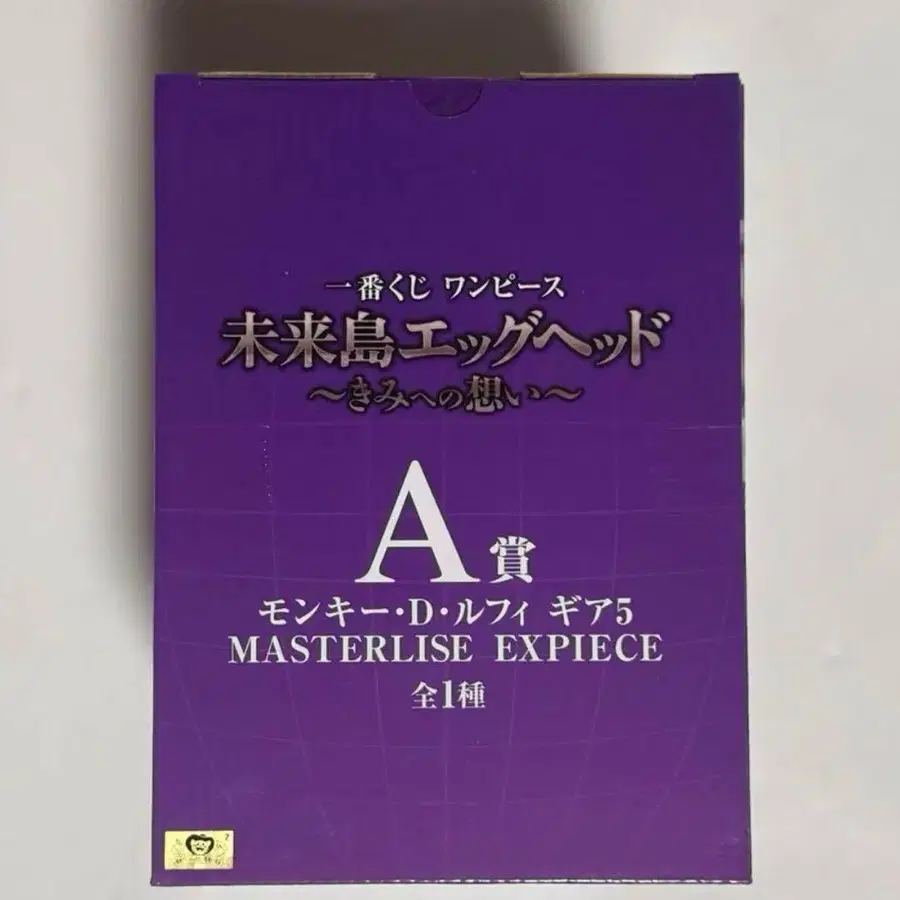 一番くじ ワンピース
未来島エッグヘッド
～きみへの想い～
A賞
モンキー・D・ルフィ ギア5
MASTERLISE EXPIECE
全1種